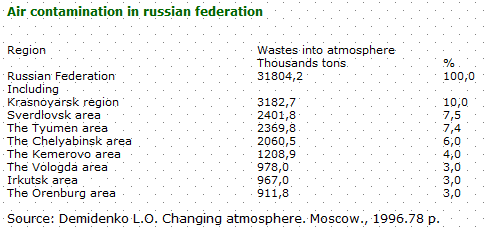 Air contamination in russian federation
Region Wastes into atmosphere
Thousands tons %
Russian Federation 31804,2 100,0
Including
Krasnoyarsk region 3182,7 10,0
Sverdlovsk area 2401,8 7,5
The Tyumen area 2369,8 7,4
The Chelyabinsk area 2060,5 6,0
The Kemerovo area 1208,9 4,0
The Vologda area 978,0 3,0
Irkutsk area 967,0 3,0
The Orenburg area 911,8 3,0
Source: Demidenko L.O. Changing atmosphere. Moscow., 1996.78 p.